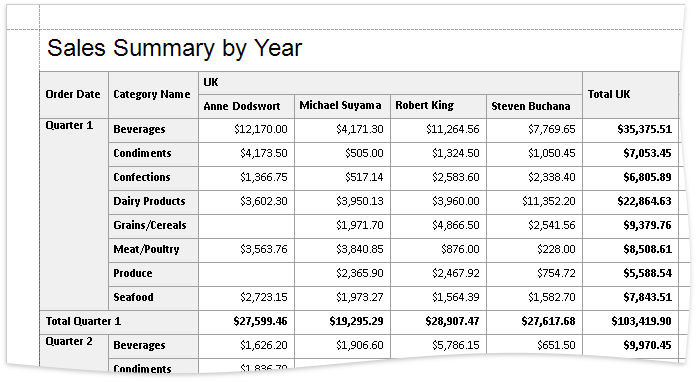 Sales Summary by Year
Order Date Category Name UK Total UK
Anne Dodswort Michael Suyama Robert King Steven Buchana
Quarter 1 Beverages $12,170.00 $4,171.30 $11,264.56 $7,769.65 $35,375.51
Condiments $4,173.50 $505.00 $1,324.50 $1,050.45 $7,053.45
Confections $1,366.75 $517.14 $2,583.60 $2,338.40 $6,805.89
Dairy Products $3,602.30 $3,950.13 $3,960.00 $11,352.20 $22,864.63
Grains/Cereals $1,971.70 $4,866.50 $2,541.56 $9,379.76
Meat/Poultry $3,563.76 $3,840.85 $876.00 $228.00 $8,508.61
Produce $2,365.90 $2,467.92 $754.72 $5,588.54
Seafood $2,723.15 $1,973.27 $1,564.39 $1,582.70 $7,843.51
Total Quarter 1 $27,599.46 $19,295.29 $28,907.47 $27,617.68 $103,419.90
Quarter 2 Beverages $1,626.20 $1,906.60 $5,786.15 $651.50 $9,970.45
Condiments